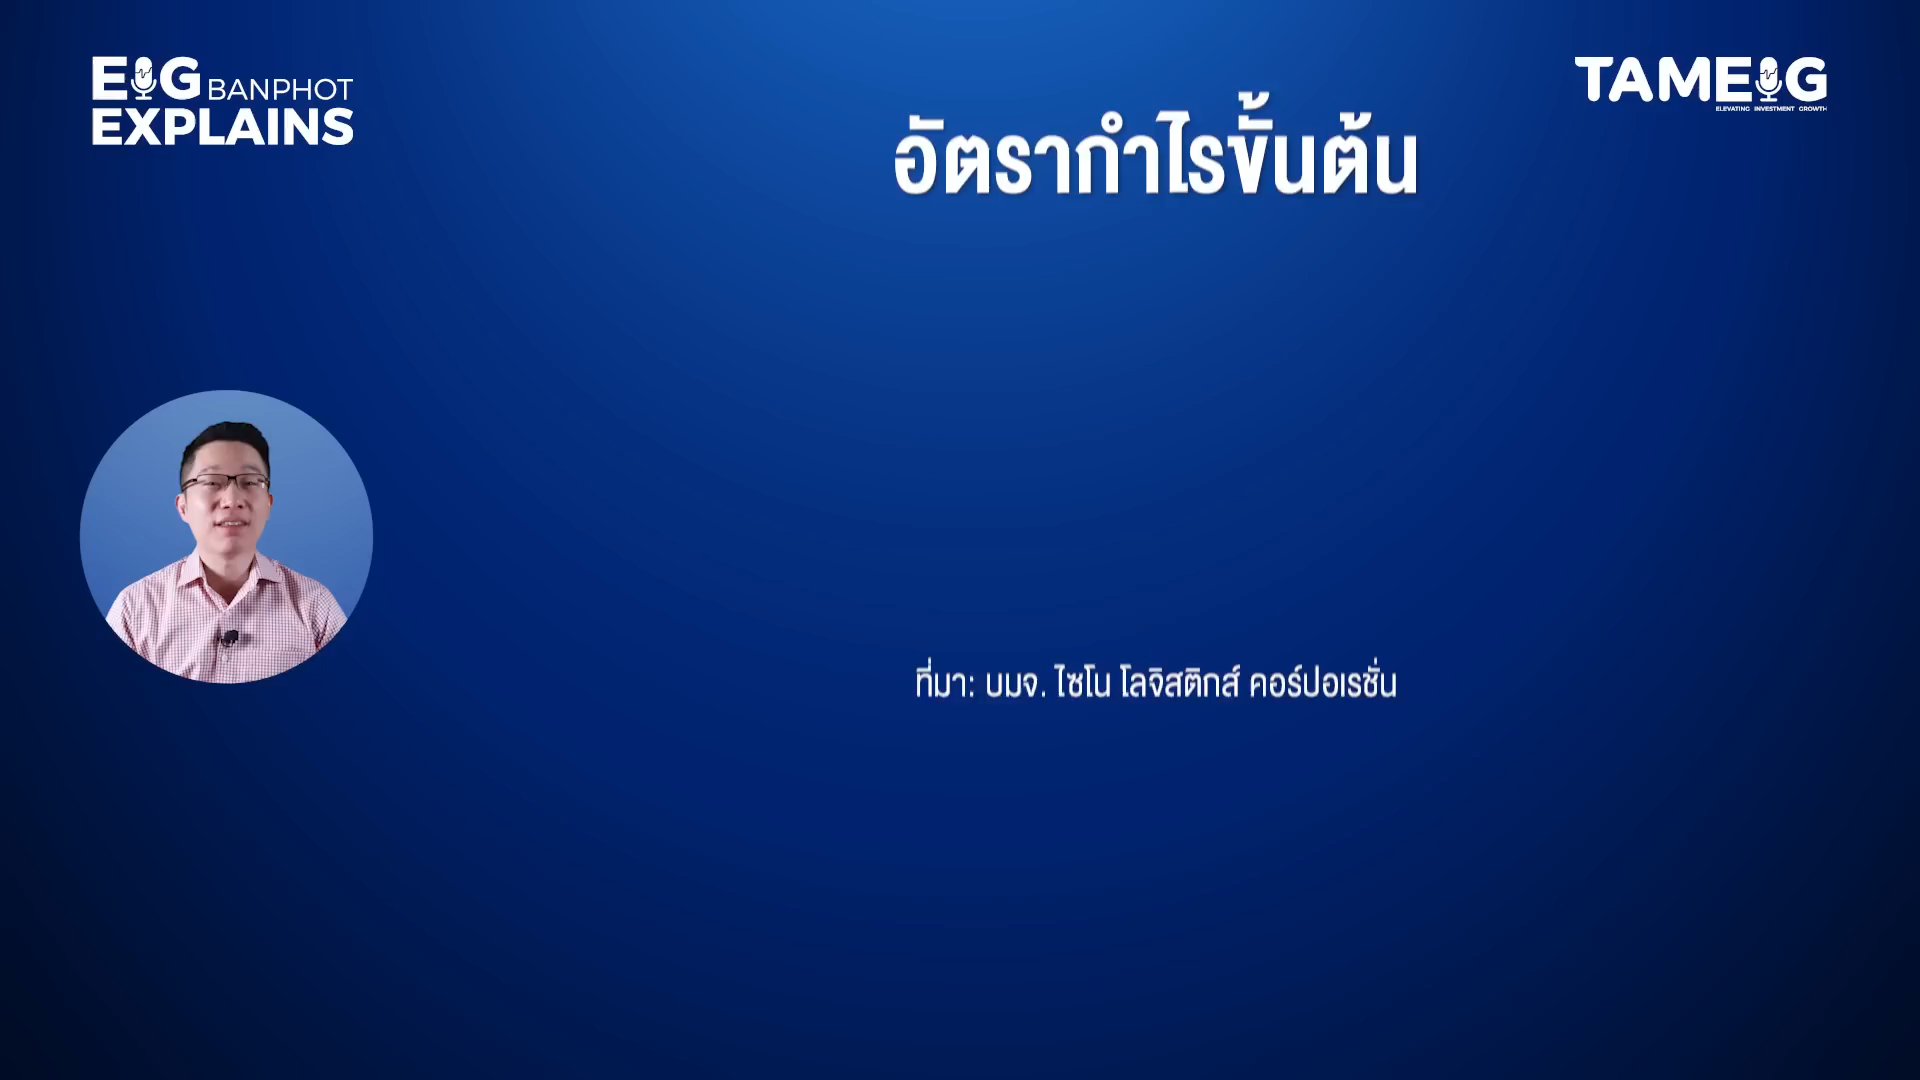 EIG BANPHOT
EXPLAINS
TAMEIG
ELEVATING INVESTMENT GROWTH
อัตรากำไรขั้นต้น
ที่มา: บมจ. ไซโน โลจิสติกส์ คอร์ปอเรชั่น